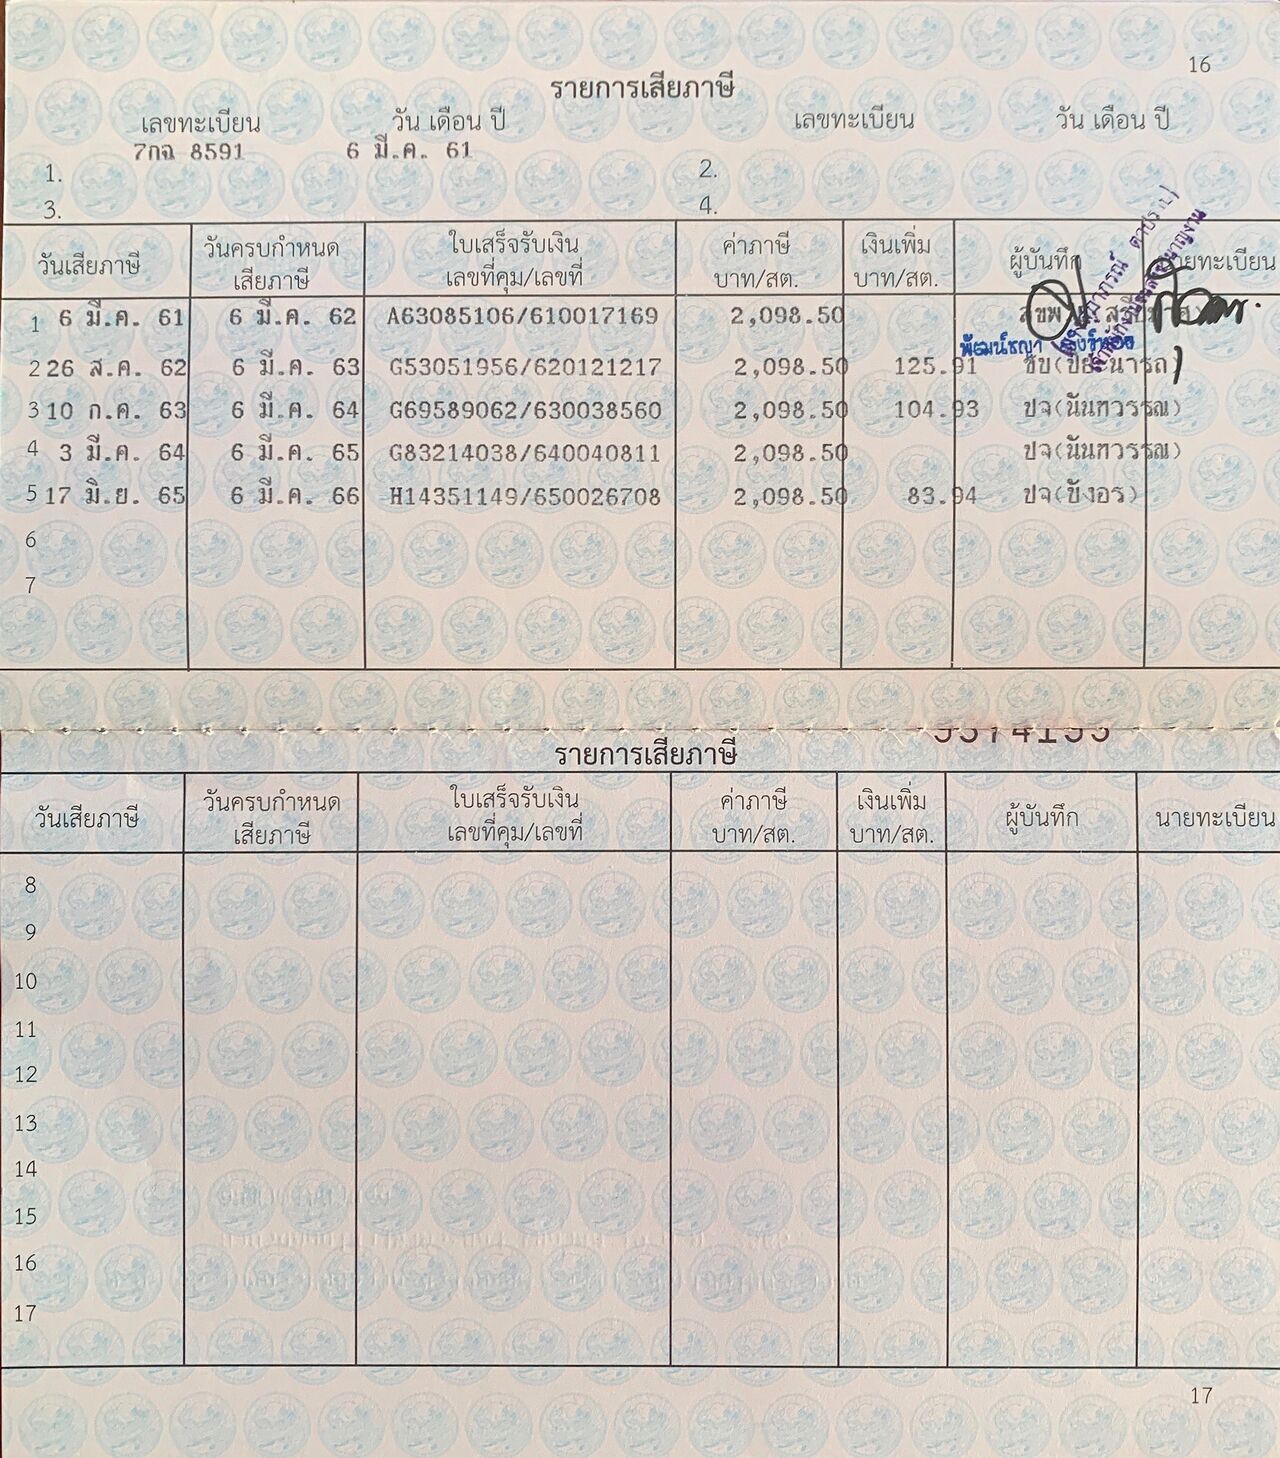 16
รายการเสียภาษี
เลขทะเบียน วัน เดือน ปี เลขทะเบียน วัน เดือน ปี
7กฉ 8591 6 มี.ค. 61
1. 2.
3. 4.
วันเสียภาษี วันครบกำหนด เสียภาษี ใบเสร็จรับเงิน เลขที่คุม/เลขที่ ค่าภาษี บาท/สต. เงินเพิ่ม บาท/สต. ผู้บันทึก นายทะเบียน
1 6 มี.ค. 61 6 มี.ค. 62 A63085106/610017169 2,098.50
พัฒน์ชญา
2 26 ส.ค. 62 6 มี.ค. 63 G53051956/620121217 2,098.50 125.91
3 10 ก.ค. 63 6 มี.ค. 64 G69589062/630038560 2,098.50 104.93 ปจ(นันทวรรณ)
4 3 มี.ค. 64 6 มี.ค. 65 G83214038/640040811 2,098.50 ปจ(นันทวรรณ)
5 17 มิ.ย. 65 6 มี.ค. 66 H14351149/650026708 2,098.50 83.94 ปจ(ขังอร)
6
7
รายการเสียภาษี
วันเสียภาษี วันครบกำหนด เสียภาษี ใบเสร็จรับเงิน เลขที่คุม/เลขที่ ค่าภาษี บาท/สต. เงินเพิ่ม บาท/สต. ผู้บันทึก นายทะเบียน
8
9
10
11
12
13
14
15
16
17
17